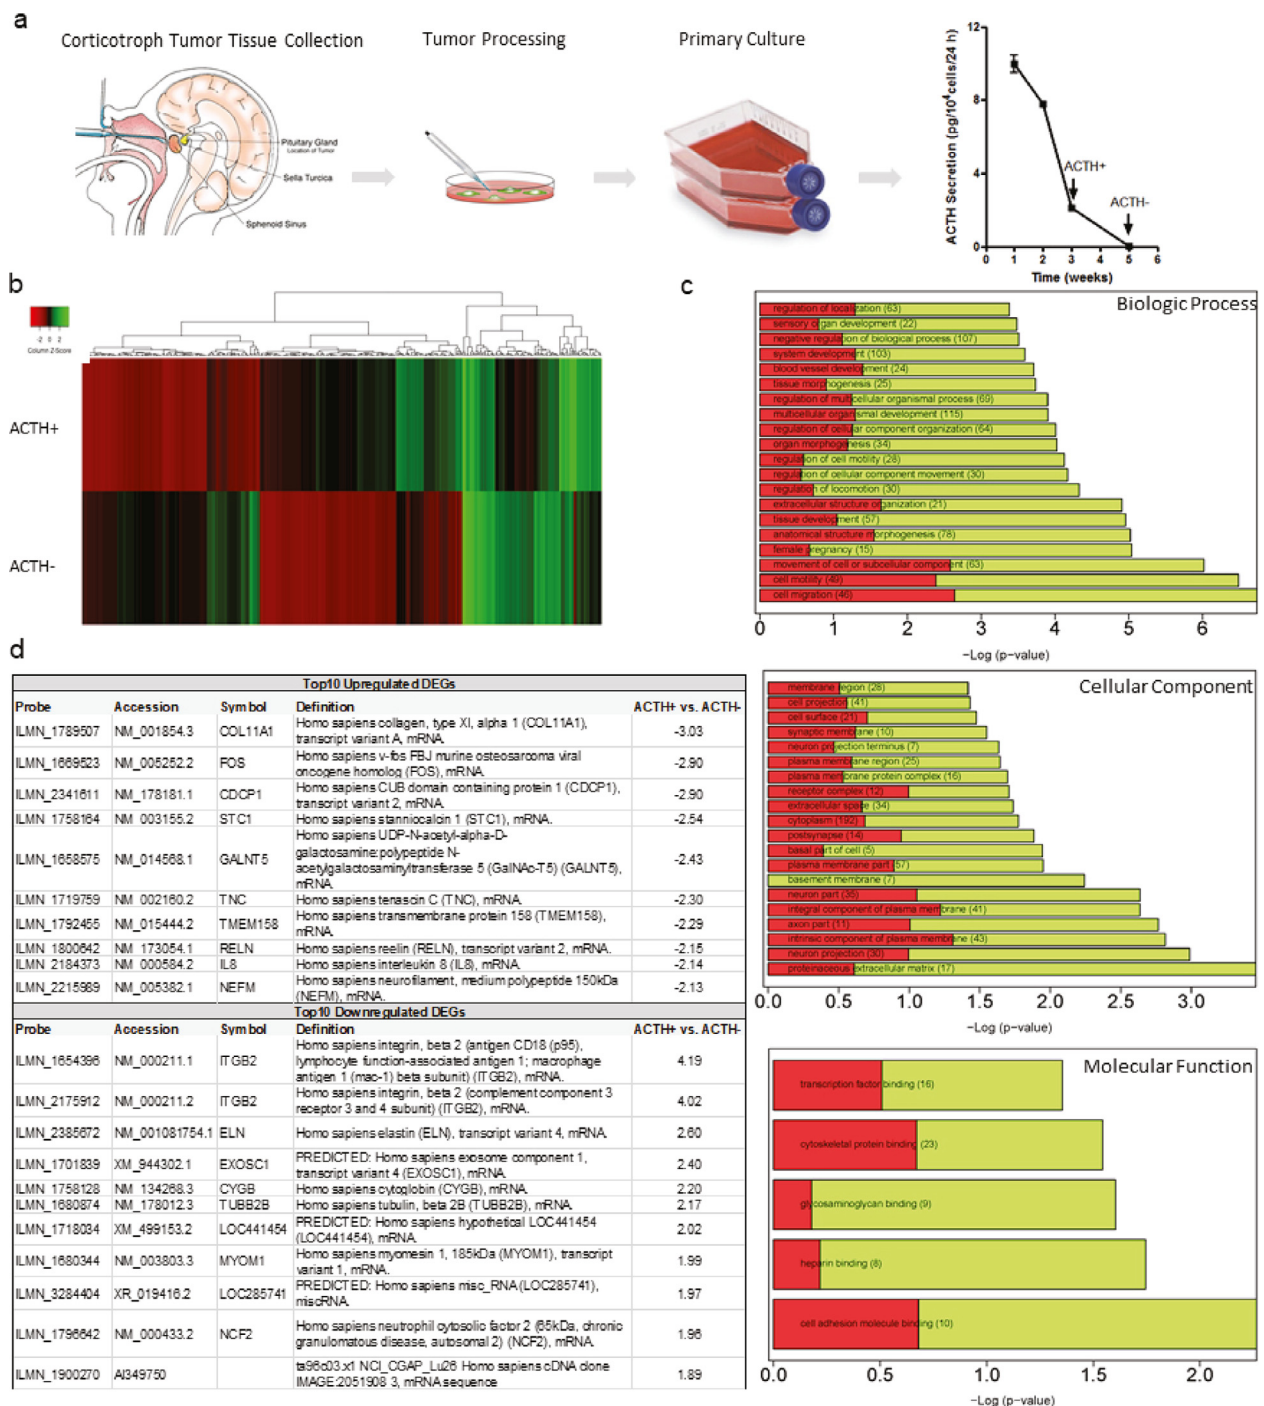 a
Corticotroph Tumor Tissue Collection
Tumor Processing
Primary Culture
Pituitary Gland
Location of Tumor
Sella Turcica
Sphenoid Sinus
ACTH Secretion (pg/10⁴cells/24 h)
12
8
4
0
ACTH+
ACTH-
0 1 2 3 4 5 6
Time (weeks)
b
-2 0 2
Column Z-Score
ACTH+
ACTH-
c
Biologic Process
regulation of localization (63)
sensory organ development (22)
negative regulation of biological process (107)
system development (103)
blood vessel development (24)
tissue morphogenesis (25)
regulation of multicellular organismal process (69)
multicellular organismal development (115)
regulation of cellular component organization (64)
organ morphogenesis (34)
regulation of cell motility (28)
regulation of cellular component movement (30)
regulation of locomotion (30)
extracellular structure organization (21)
tissue development (57)
anatomical structure morphogenesis (78)
female pregnancy (15)
movement of cell or subcellular component (63)
cell motility (49)
cell migration (46)
0 1 2 3 4 5 6
−Log (p−value)
Cellular Component
membrane region (28)
cell projection (41)
cell surface (21)
synaptic membrane (10)
neuron projection terminus (7)
plasma membrane region (25)
plasma membrane protein complex (16)
receptor complex (12)
extracellular space (34)
cytoplasm (192)
postsynapse (14)
basal part of cell (5)
plasma membrane part (57)
basement membrane (7)
neuron part (35)
integral component of plasma membrane (41)
axon part (11)
intrinsic component of plasma membrane (43)
neuron projection (30)
proteinaceous extracellular matrix (17)
0.0 0.5 1.0 1.5 2.0 2.5 3.0
−Log (p−value)
Molecular Function
transcription factor binding (16)
cytoskeletal protein binding (23)
glycosaminoglycan binding (9)
heparin binding (8)
cell adhesion molecule binding (10)
0.0 0.5 1.0 1.5 2.0
−Log (p−value)
d
Top10 Upregulated DEGs
Probe Accession Symbol Definition ACTH+ vs. ACTH-
ILMN_1789507 NM_001854.3 COL11A1 Homo sapiens collagen, type XI, alpha 1 (COL11A1),
transcript variant A, mRNA. -3.03
ILMN_1669523 NM_005252.2 FOS Homo sapiens v-fos FBJ murine osteosarcoma viral
oncogene homolog (FOS), mRNA. -2.90
ILMN_2341611 NM_178181.1 CDCP1 Homo sapiens CUB domain containing protein 1 (CDCP1),
transcript variant 2, mRNA. -2.90
ILMN_1758164 NM_003155.2 STC1 Homo sapiens stanniocalcin 1 (STC1), mRNA. -2.54
ILMN_1658575 NM_014568.1 GALNT5 Homo sapiens UDP-N-acetyl-alpha-D-
galactosamine:polypeptide N-
acetylgalactosaminyltransferase 5 (GalNAc-T5) (GALNT5),
mRNA. -2.43
ILMN_1719759 NM_002160.2 TNC Homo sapiens tenascin C (TNC), mRNA. -2.30
ILMN_1792455 NM_015444.2 TMEM158 Homo sapiens transmembrane protein 158 (TMEM158),
mRNA. -2.29
ILMN_1800642 NM_173054.1 RELN Homo sapiens reelin (RELN), transcript variant 2, mRNA. -2.15
ILMN_2184373 NM_000584.2 IL8 Homo sapiens interleukin 8 (IL8), mRNA. -2.14
ILMN_2215989 NM_005382.1 NEFM Homo sapiens neurofilament, medium polypeptide 150kDa
(NEFM), mRNA. -2.13
Top10 Downregulated DEGs
Probe Accession Symbol Definition ACTH+ vs. ACTH-
ILMN_1654396 NM_000211.1 ITGB2 Homo sapiens integrin, beta 2 (antigen CD18 (p95),
lymphocyte function-associated antigen 1; macrophage
antigen 1 (mac-1) beta subunit) (ITGB2), mRNA. 4.19
ILMN_2175912 NM_000211.2 ITGB2 Homo sapiens integrin, beta 2 (complement component 3
receptor 3 and 4 subunit) (ITGB2), mRNA. 4.02
ILMN_2385672 NM_001081754.1 ELN Homo sapiens elastin (ELN), transcript variant 4, mRNA. 2.60
ILMN_1701839 XM_944302.1 EXOSC1 PREDICTED: Homo sapiens exosome component 1,
transcript variant 4 (EXOSC1), mRNA. 2.40
ILMN_1758128 NM_134268.3 CYGB Homo sapiens cytoglobin (CYGB), mRNA. 2.20
ILMN_1680874 NM_178012.3 TUBB2B Homo sapiens tubulin, beta 2B (TUBB2B), mRNA. 2.17
ILMN_1718034 XM_499153.2 LOC441454 PREDICTED: Homo sapiens hypothetical LOC441454
(LOC441454), mRNA. 2.02
ILMN_1680344 NM_003803.3 MYOM1 Homo sapiens myomesin 1, 185kDa (MYOM1), transcript
variant 1, mRNA. 1.99
ILMN_3284404 XR_019416.2 LOC285741 PREDICTED: Homo sapiens misc_RNA (LOC285741),
miscRNA. 1.97
ILMN_1796642 NM_000433.2 NCF2 Homo sapiens neutrophil cytosolic factor 2 (65kDa, chronic
granulomatous disease, autosomal 2) (NCF2), mRNA. 1.96
ILMN_1900270 AI349750 ta96c03.x1 NCI_CGAP_Lu26 Homo sapiens cDNA clone
IMAGE:2051908 3, mRNA sequence 1.89